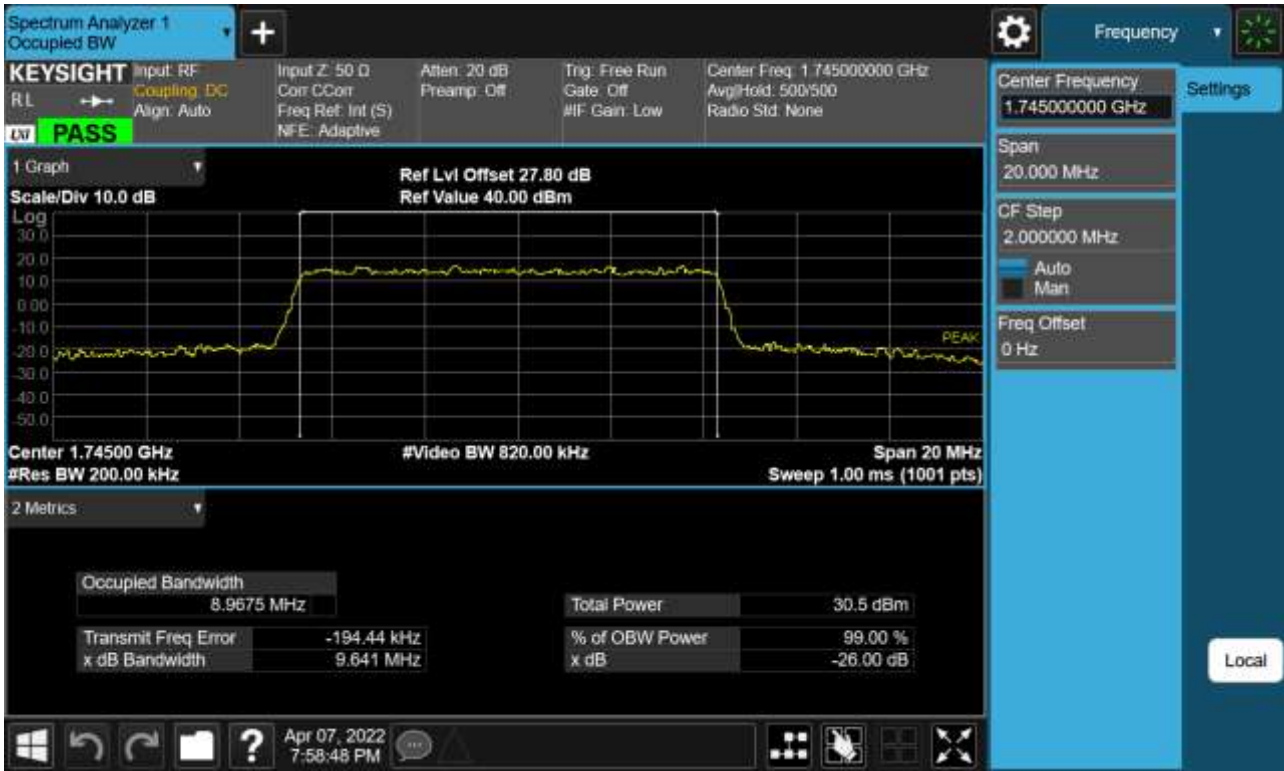 Spectrum Analyzer 1
Occupied BW
+
Frequency
KEYSIGHT
RL
LXI
PASS
Input: RF
Coupling: DC
Align: Auto
Input Z: 50 Ω
Corr CCorr
Freq Ref: Int (S)
NFE: Adaptive
Atten: 20 dB
Preamp: Off
Trig: Free Run
Gate: Off
#IF Gain: Low
Center Freq: 1.745000000 GHz
Avg|Hold: 500/500
Radio Std: None
Center Frequency
1.745000000 GHz
Settings
Span
20.000 MHz
CF Step
2.000000 MHz
Auto
Man
Freq Offset
0 Hz
Local
1 Graph
Scale/Div 10.0 dB
Ref Lvl Offset 27.80 dB
Ref Value 40.00 dBm
Log
30.0
20.0
10.0
0.00
-10.0
-20.0
-30.0
-40.0
-50.0
PEAK
Center 1.74500 GHz
#Video BW 820.00 kHz
Span 20 MHz
#Res BW 200.00 kHz
Sweep 1.00 ms (1001 pts)
2 Metrics
Occupied Bandwidth
8.9675 MHz
Total Power 30.5 dBm
Transmit Freq Error -194.44 kHz
% of OBW Power 99.00 %
x dB Bandwidth 9.641 MHz
x dB -26.00 dB
?
Apr 07, 2022
7:58:48 PM